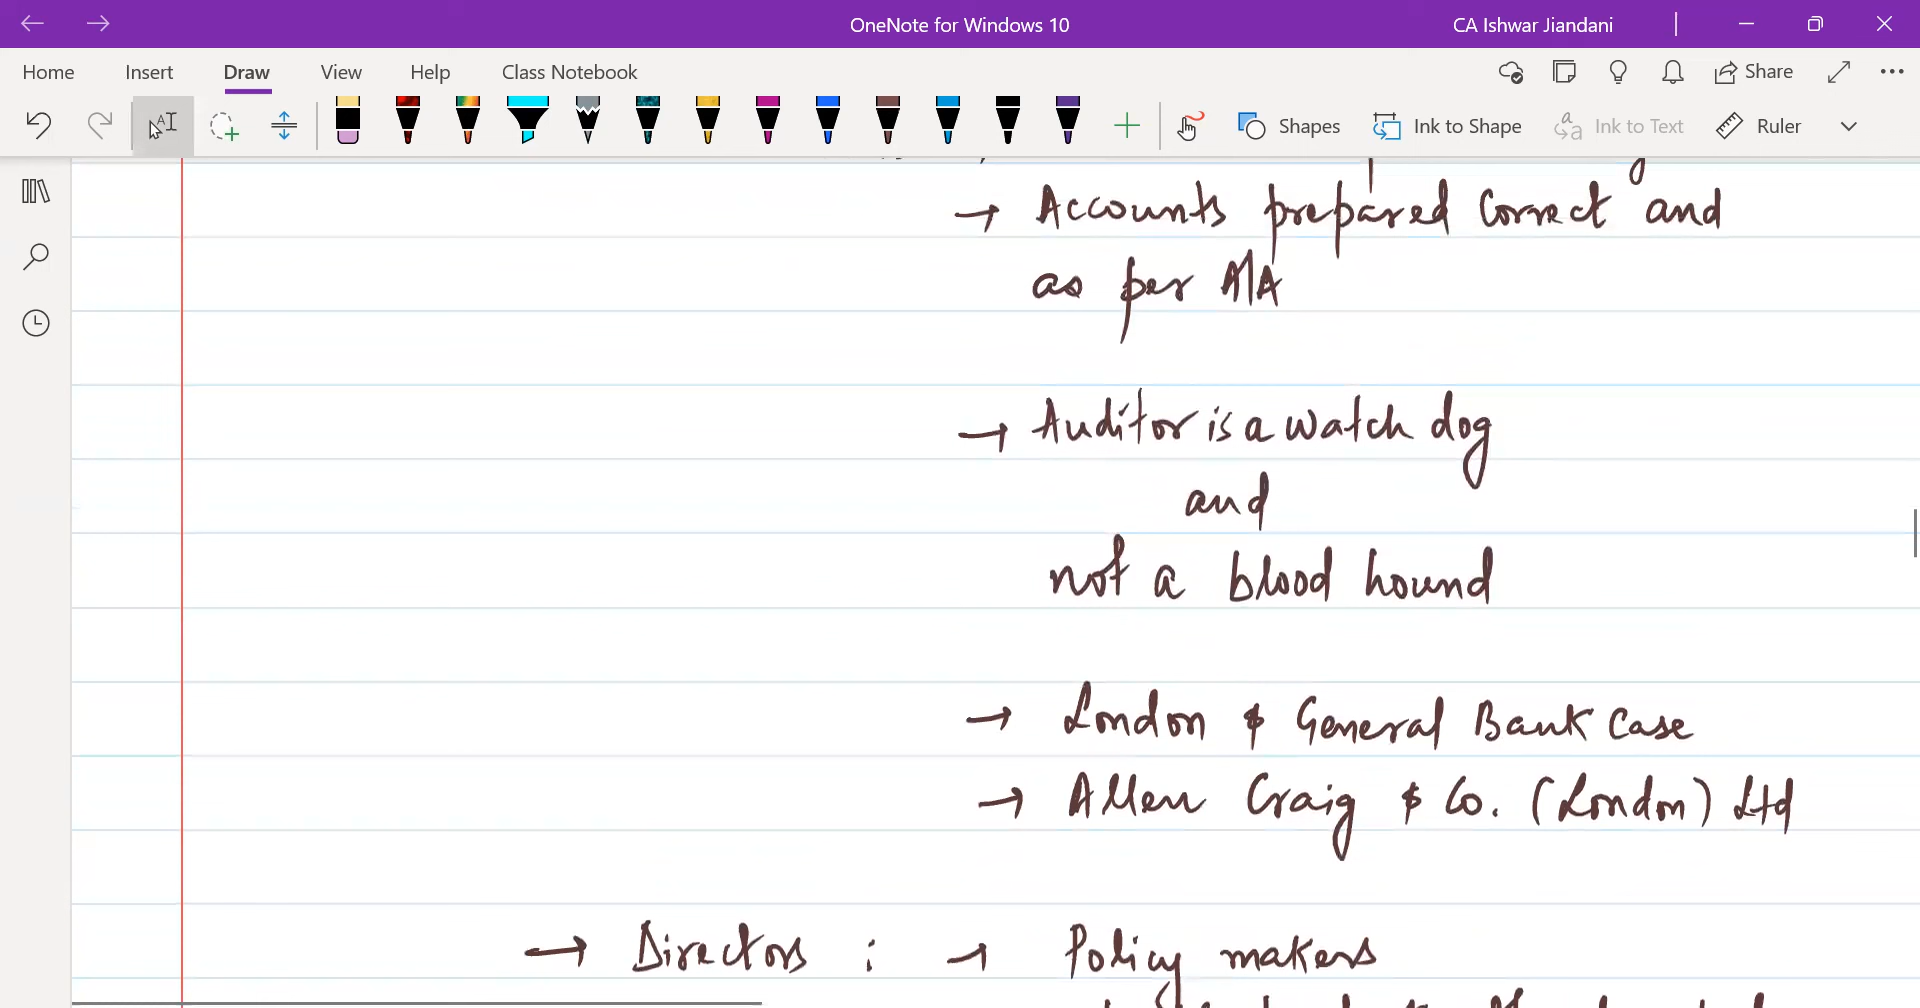 OneNote for Windows 10
CA Ishwar Jiandani
Home Insert Draw View Help Class Notebook
Share
Shapes Ink to Shape Ink to Text Ruler
→ Accounts prepared correct and
as per AA
→ Auditor is a watch dog
and
not a blood hound
→ London & General Bank Case
→ Allen Craig & Co. (London) Ltd
→ Directors : → Policy makers